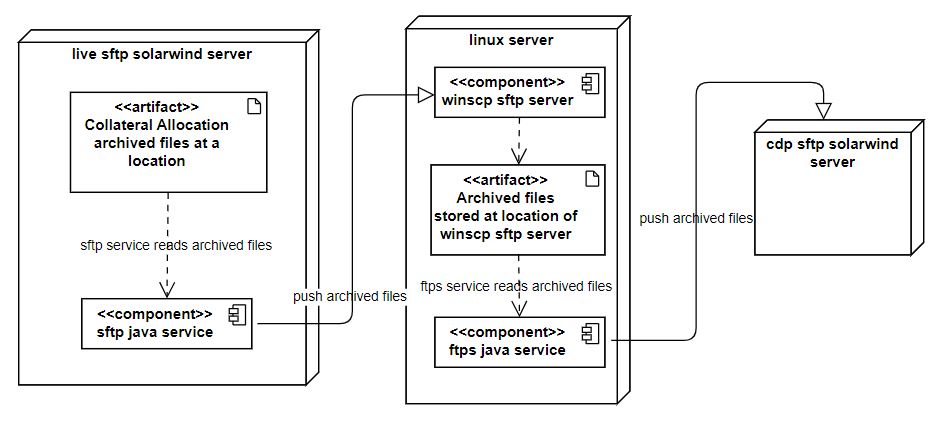 live sftp solarwind server
<<artifact>>
Collateral Allocation
archived files at a
location
sftp service reads archived files
<<component>>
sftp java service
push archived files
linux server
<<component>>
winscp sftp server
<<artifact>>
Archived files
stored at location of
winscp sftp server
ftps service reads archived files
<<component>>
ftps java service
push archived files
cdp sftp solarwind
server